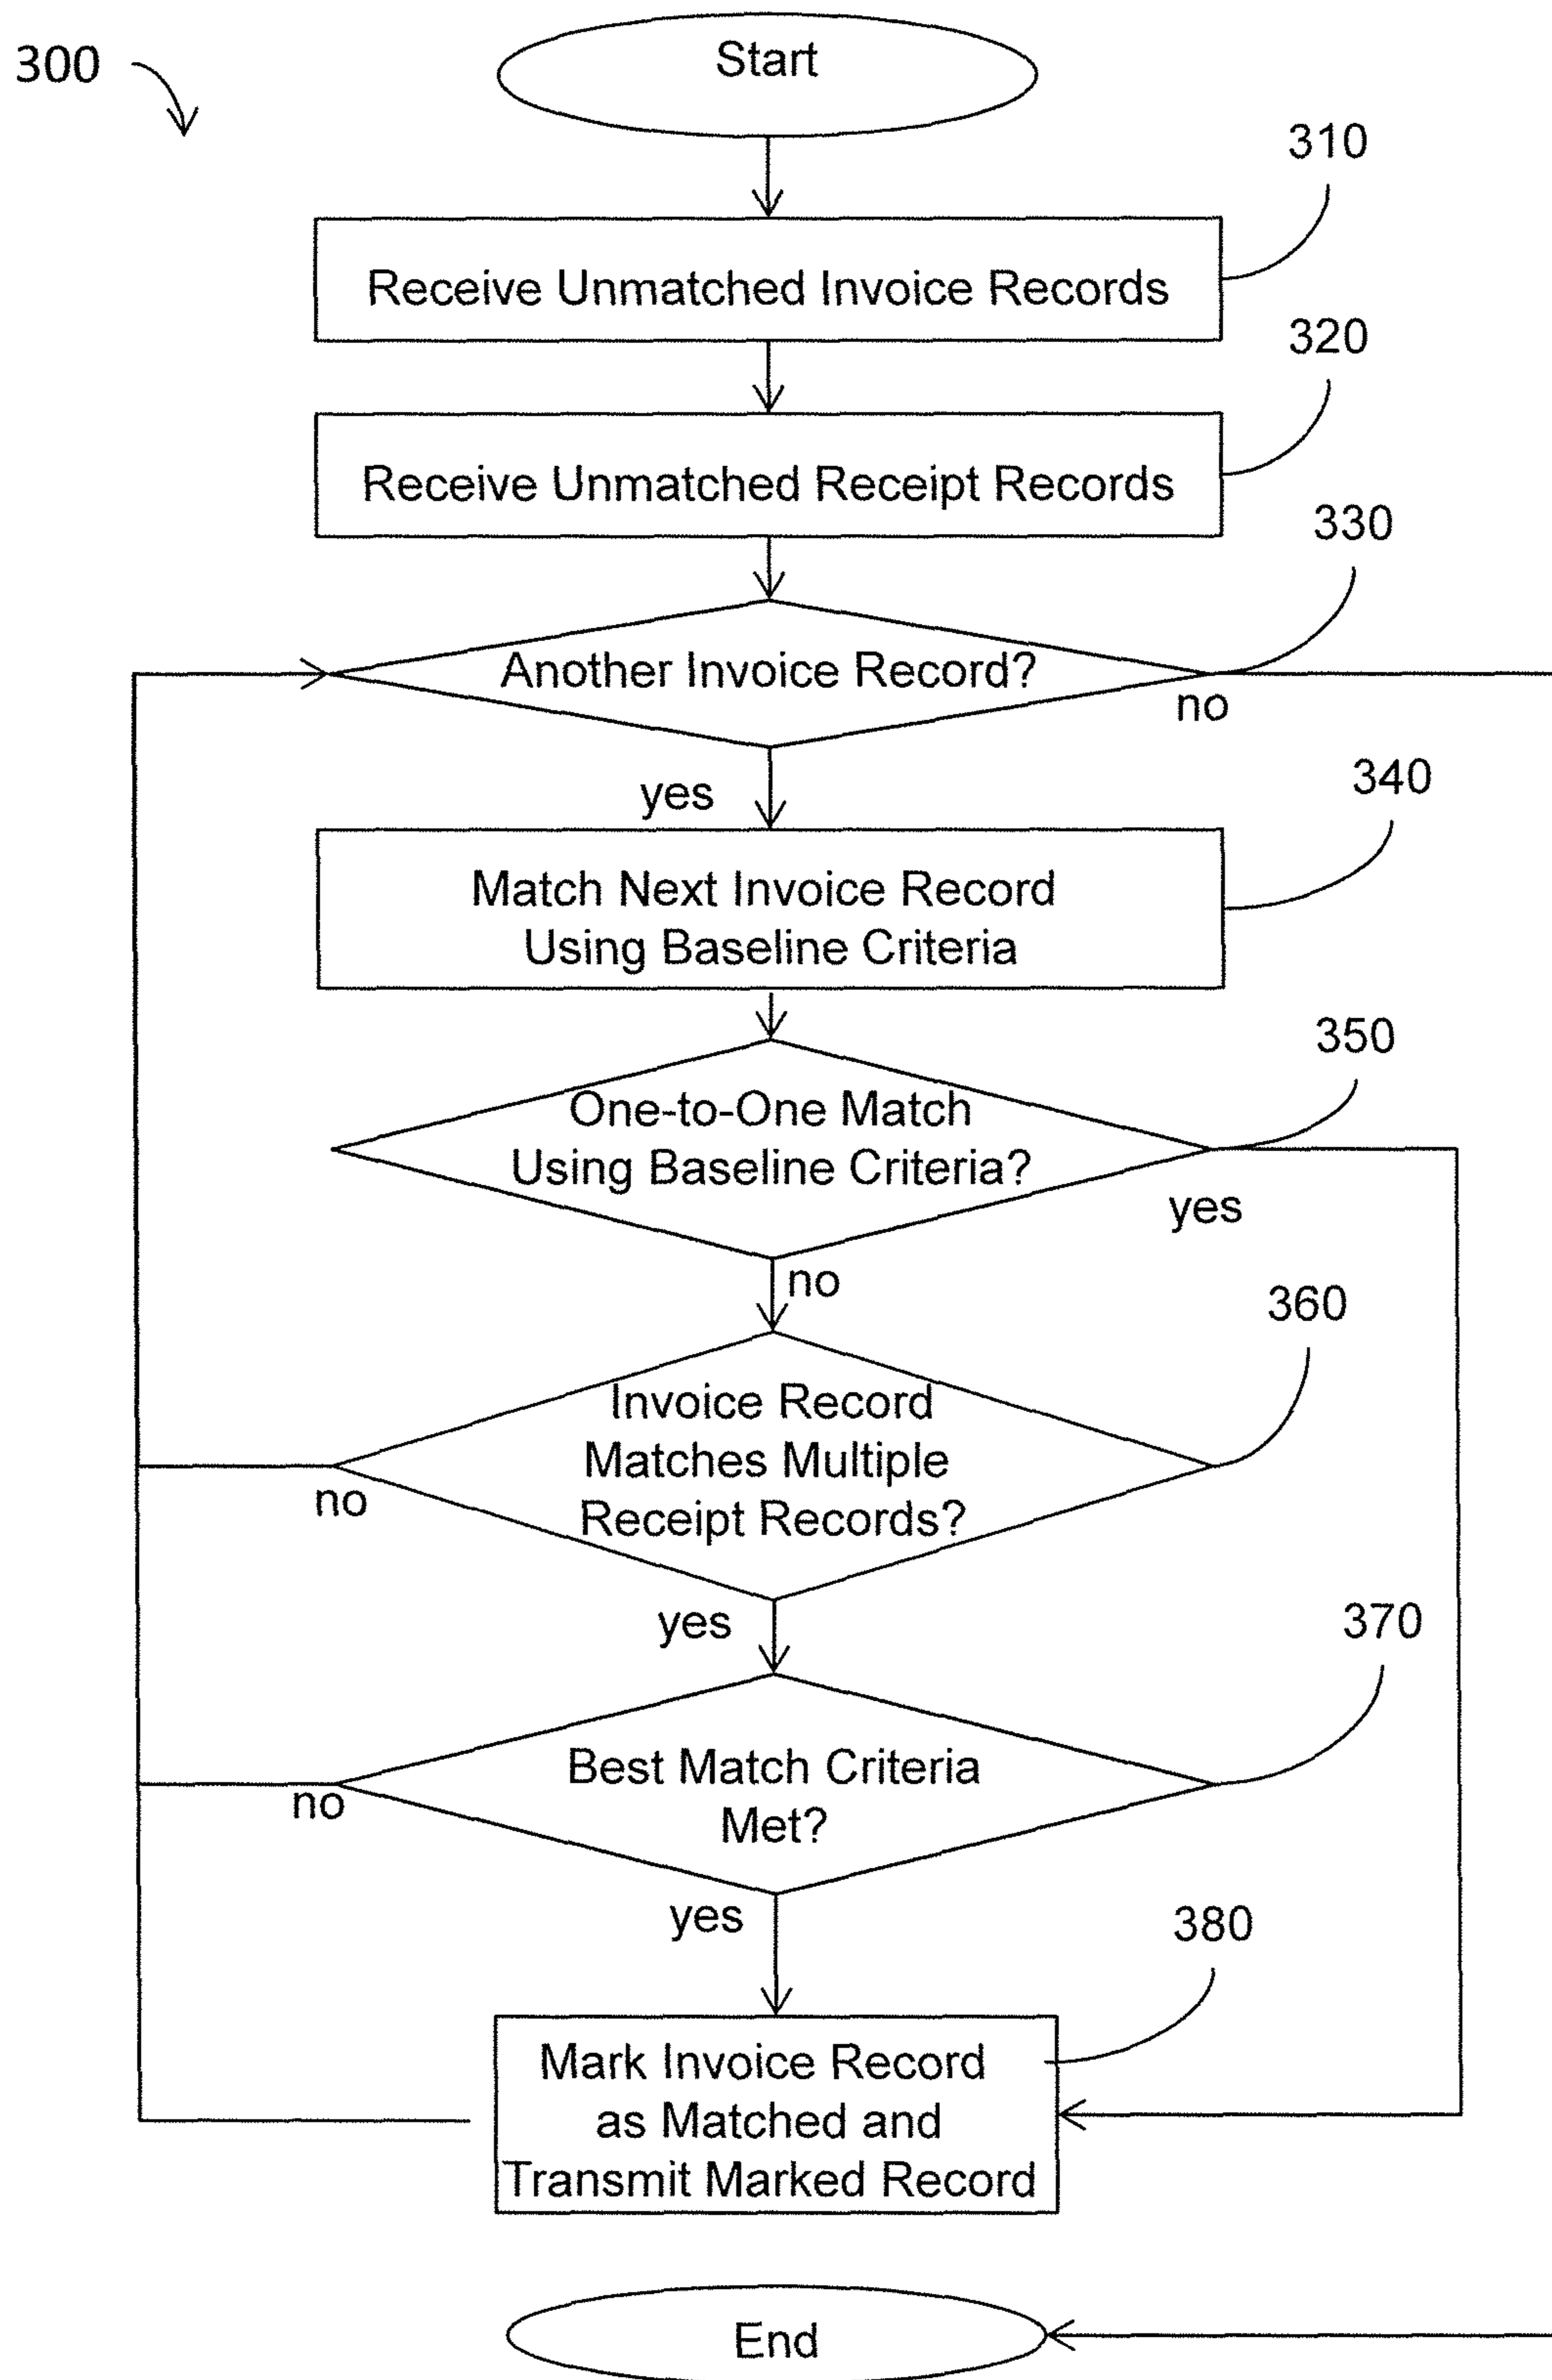 300
Start
310
Receive Unmatched Invoice Records
320
Receive Unmatched Receipt Records
330
Another Invoice Record?
no
yes
340
Match Next Invoice Record
Using Baseline Criteria
350
One-to-One Match
Using Baseline Criteria?
yes
no
360
Invoice Record
Matches Multiple
Receipt Records?
no
yes
370
Best Match Criteria
Met?
no
yes
380
Mark Invoice Record
as Matched and
Transmit Marked Record
End